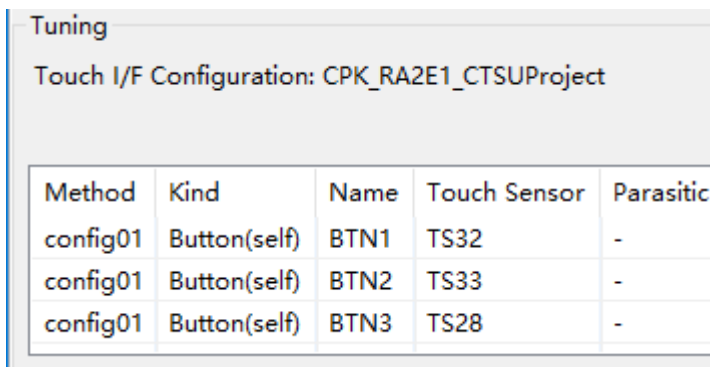 Tuning
Touch I/F Configuration: CPK_RA2E1_CTSUProject
Method Kind Name Touch Sensor Parasitic
config01 Button(self) BTN1 TS32 -
config01 Button(self) BTN2 TS33 -
config01 Button(self) BTN3 TS28 -